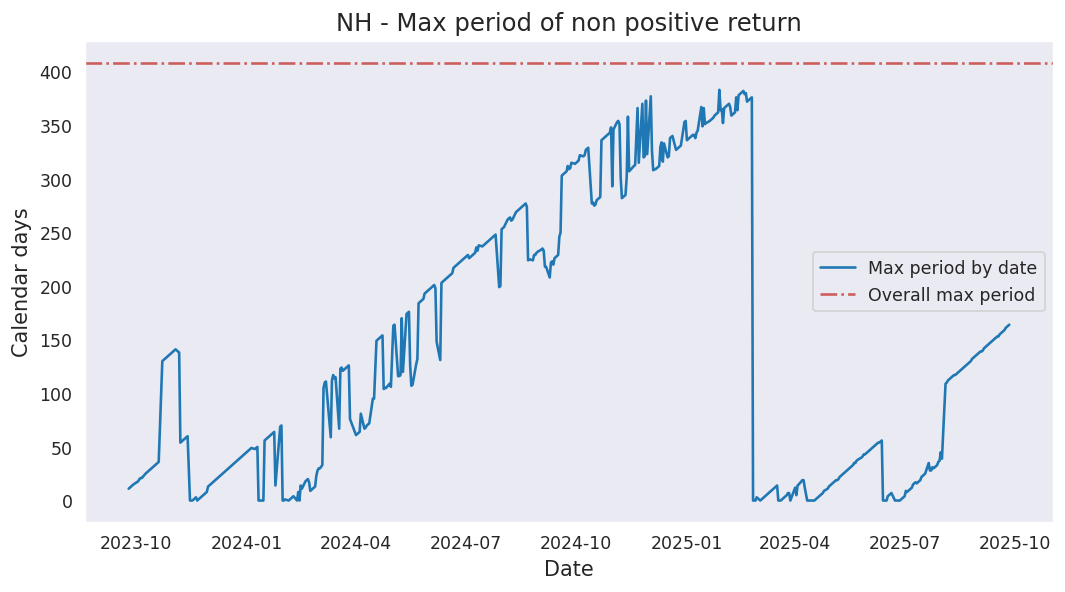 NH - Max period of non positive return
Calendar days
400
350
300
250
200
150
100
50
0
Max period by date
Overall max period
2023-10 2024-01 2024-04 2024-07 2024-10 2025-01 2025-04 2025-07 2025-10
Date